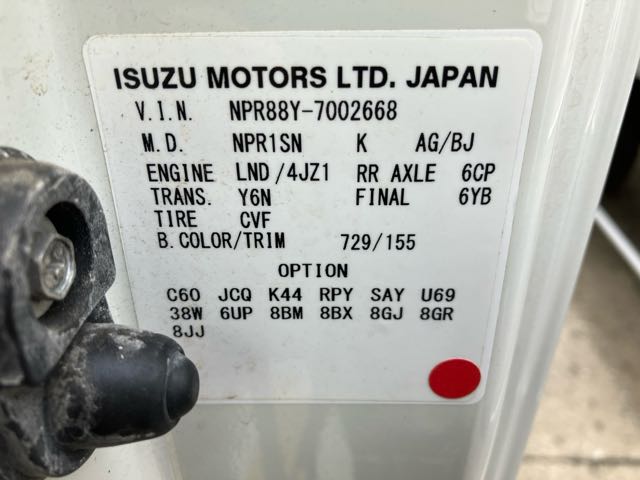 ISUZU MOTORS LTD. JAPAN
V.I.N. NPR88Y-7002668
M.D. NPR1SN K AG/BJ
ENGINE LND/4JZ1 RR AXLE 6CP
TRANS. Y6N FINAL 6YB
TIRE CVF
B.COLOR/TRIM 729/155
OPTION
C60 JCQ K44 RPY SAY U69
38W 6UP 8BM 8BX 8GJ 8GR
8JJ